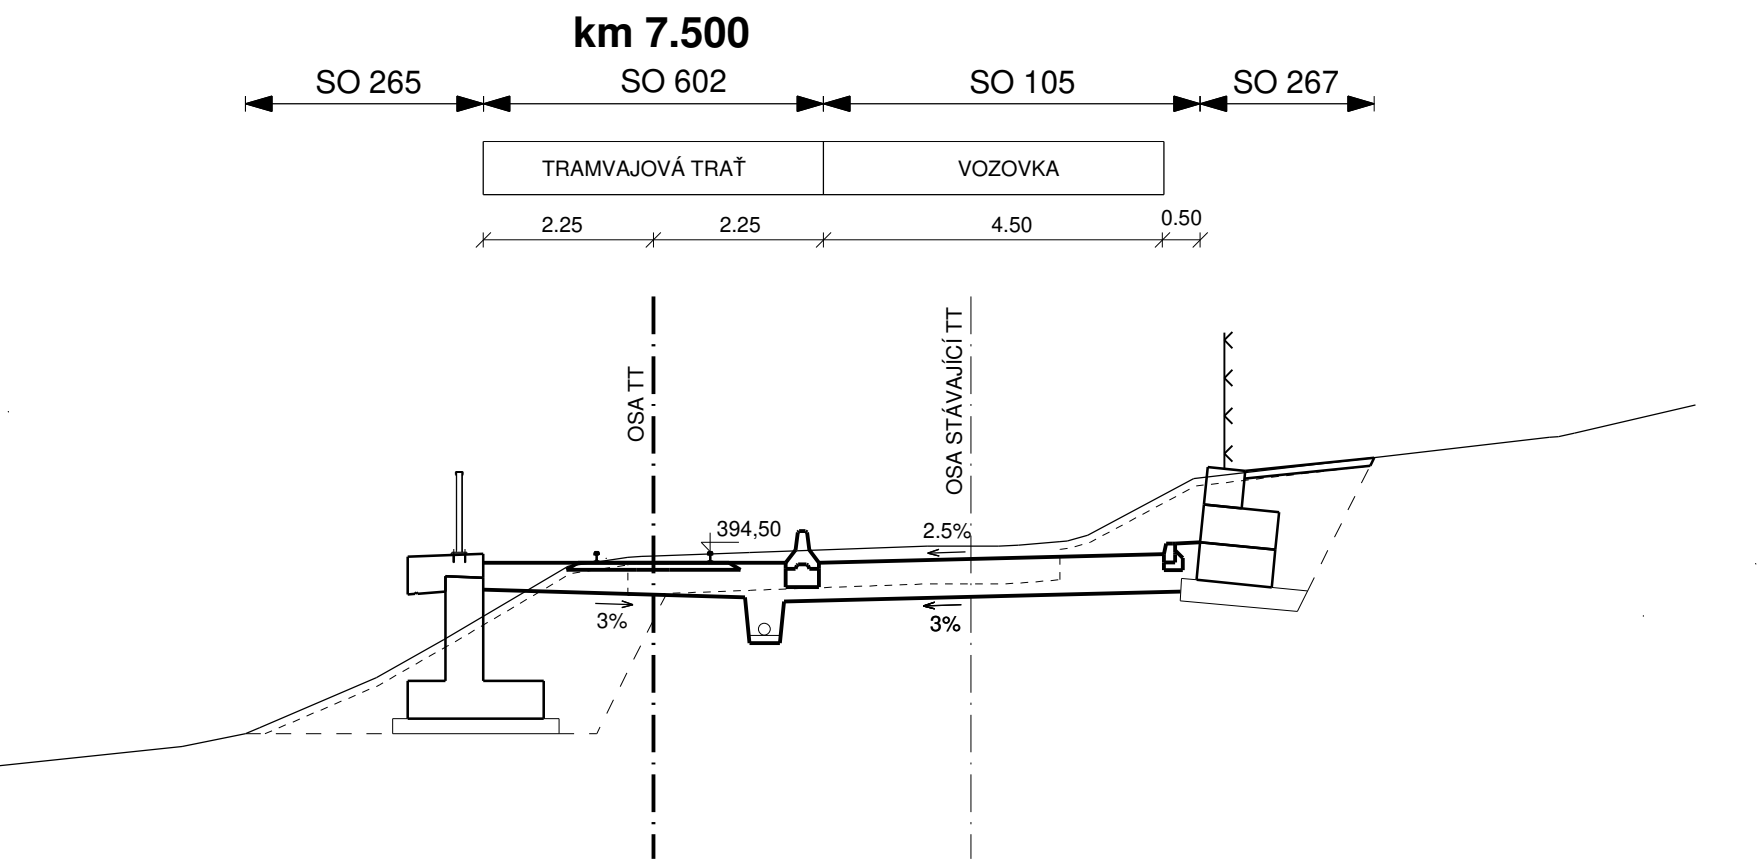 km 7.500
SO 265 SO 602 SO 105 SO 267
TRAMVAJOVÁ TRAŤ VOZOVKA
2.25 2.25 4.50 0.50
OSA TT
OSA STÁVAJÍCÍ TT
394,50 2.5%
3% 3%